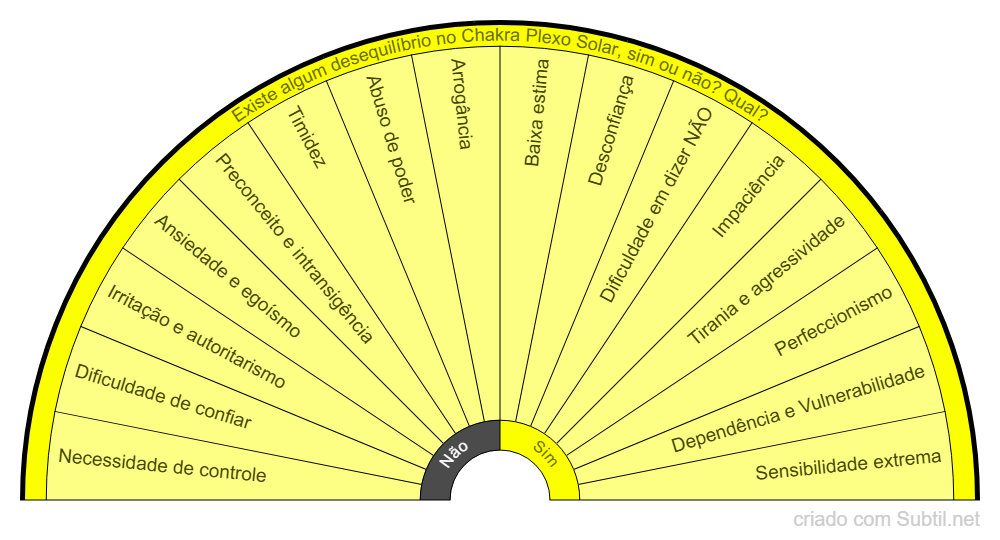 Existe algum desequilíbrio no Chakra Plexo Solar, sim ou não? Qual?
Necessidade de controle
Dificuldade de confiar
Irritação e autoritarismo
Ansiedade e egoísmo
Preconceito e intransigência
Timidez
Abuso de poder
Arrogância
Baixa estima
Desconfiança
Dificuldade em dizer NÃO
Impaciência
Tirania e agressividade
Perfeccionismo
Dependência e Vulnerabilidade
Sensibilidade extrema
Não
Sim
criado com Subtil.net